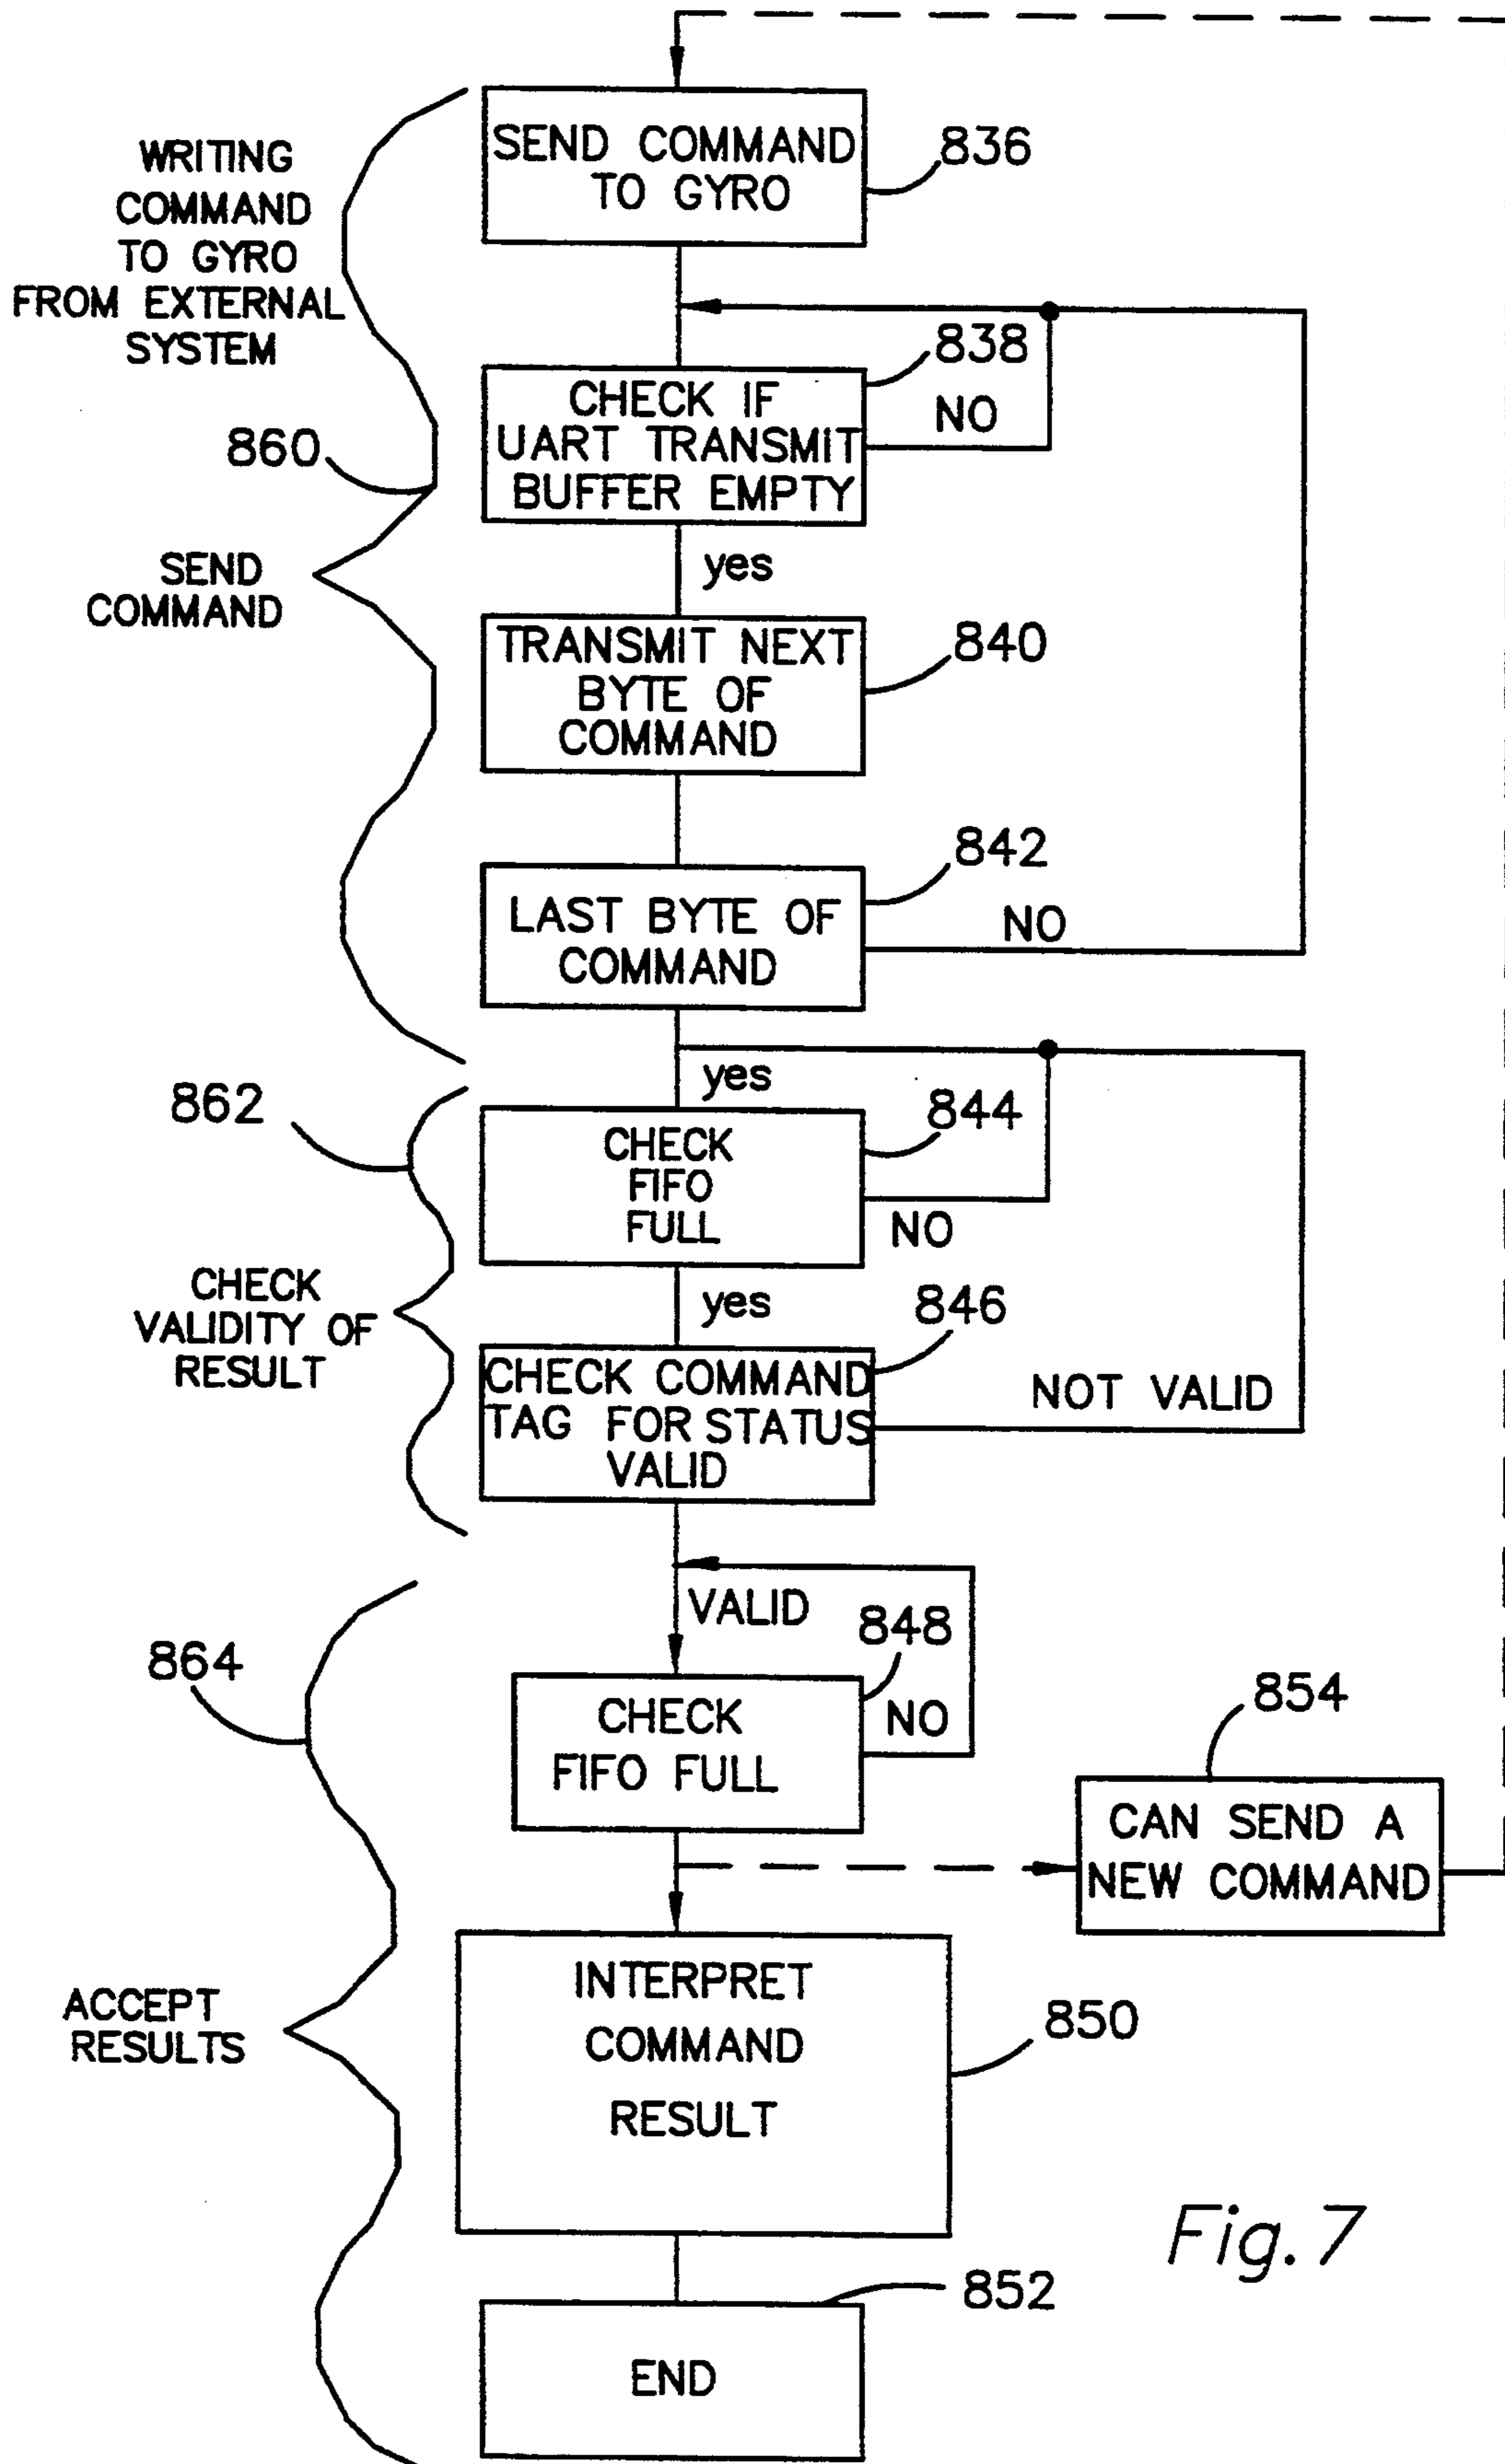 WRITING
COMMAND
TO GYRO
FROM EXTERNAL
SYSTEM
SEND COMMAND
TO GYRO
836
838
CHECK IF
UART TRANSMIT
BUFFER EMPTY
NO
860
yes
SEND
COMMAND
TRANSMIT NEXT
BYTE OF
COMMAND
840
842
LAST BYTE OF
COMMAND
NO
yes
862
844
CHECK
FIFO
FULL
NO
yes
CHECK
VALIDITY OF
RESULT
846
CHECK COMMAND
TAG FOR STATUS
VALID
NOT VALID
VALID
864
848
CHECK
FIFO FULL
NO
854
CAN SEND A
NEW COMMAND
INTERPRET
COMMAND
RESULT
850
ACCEPT
RESULTS
852
END
Fig. 7